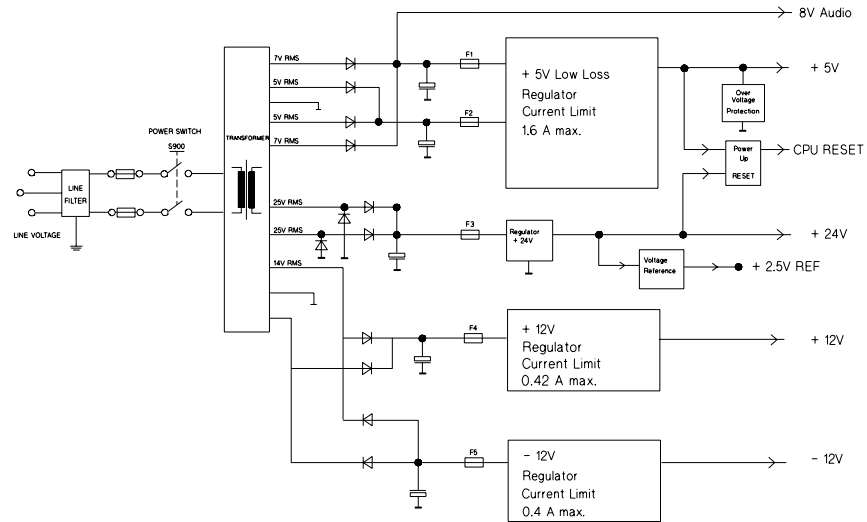 8V Audio
7V RMS
F1
+ 5V Low Loss
Regulator
Current Limit
1.6 A max.
+ 5V
5V RMS
Over
Voltage
Protection
5V RMS
F2
POWER SWITCH
S900
TRANSFORMER
7V RMS
Power
Up
RESET
CPU RESET
LINE
FILTER
LINE VOLTAGE
25V RMS
25V RMS
F3
Regulator
+ 24V
+ 24V
14V RMS
Voltage
Reference
+ 2.5V REF
F4
+ 12V
Regulator
Current Limit
0.42 A max.
+ 12V
F5
- 12V
Regulator
Current Limit
0.4 A max.
- 12V